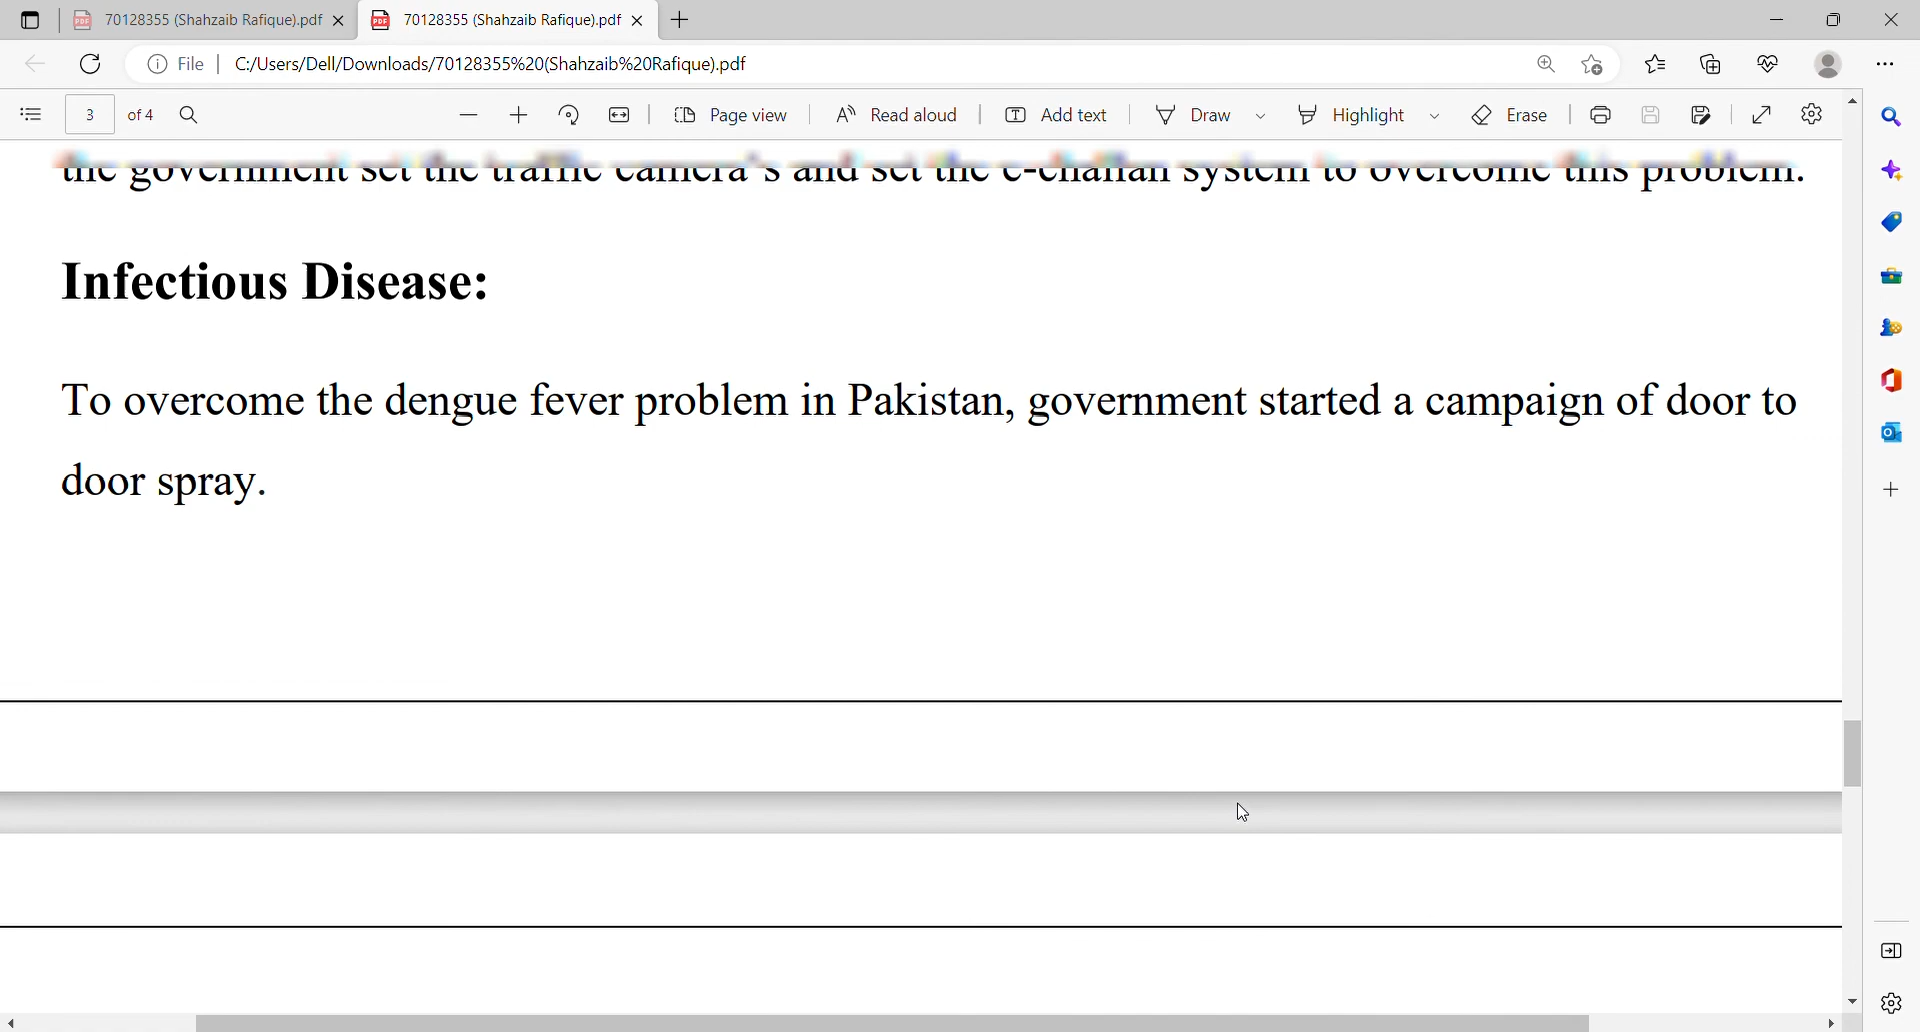 70128355 (Shahzaib Rafique).pdf
70128355 (Shahzaib Rafique).pdf
File
C:/Users/Dell/Downloads/70128355%20(Shahzaib%20Rafique).pdf
3 of 4
Page view
Read aloud
Add text
Draw
Highlight
Erase
the government set the traffic camera's and set the e-challan system to overcome this problem.
Infectious Disease:
To overcome the dengue fever problem in Pakistan, government started a campaign of door to
door spray.